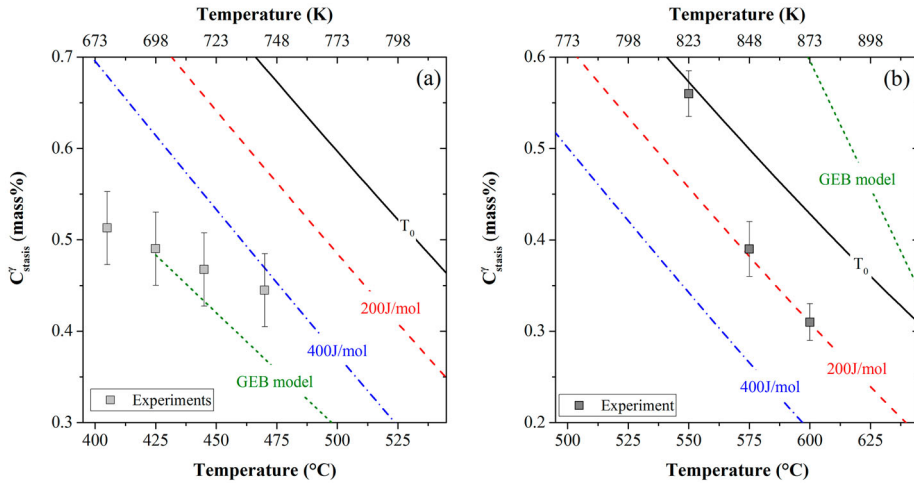 Temperature (K)
673 698 723 748 773 798
(a)
0.7
0.6
0.5
0.4
0.3
C^γ_stasis (mass%)
T₀
200J/mol
400J/mol
GEB model
Experiments
400 425 450 475 500 525
Temperature (°C)
Temperature (K)
773 798 823 848 873 898
(b)
0.6
0.5
0.4
0.3
0.2
C^γ_stasis (mass%)
GEB model
T₀
200J/mol
400J/mol
Experiment
500 525 550 575 600 625
Temperature (°C)